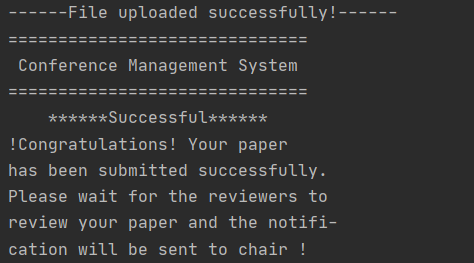 ------File uploaded successfully!------
==============================
Conference Management System
==============================
******Successful******
!Congratulations! Your paper
has been submitted successfully.
Please wait for the reviewers to
review your paper and the notifi-
cation will be sent to chair !